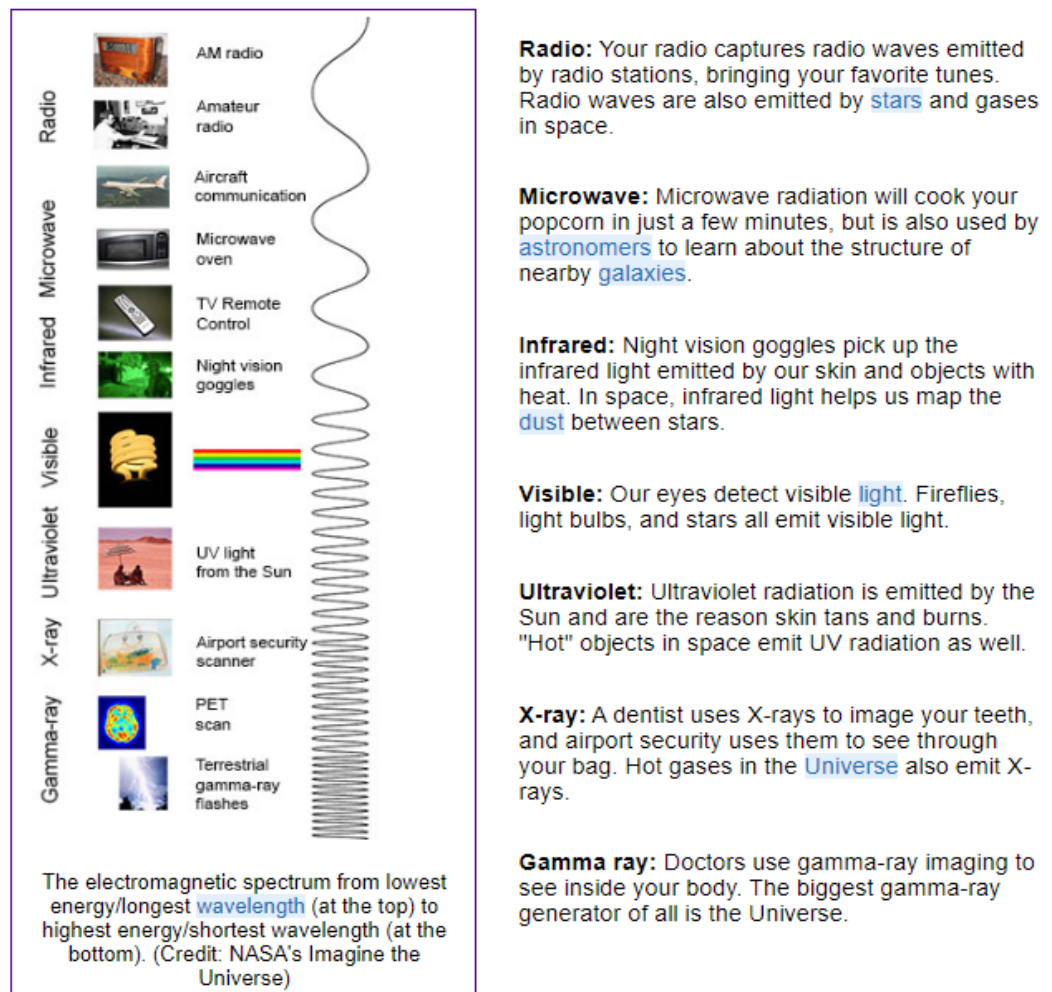 Radio
Microwave
Infrared
Visible
Ultraviolet
X-ray
Gamma-ray
AM radio
Amateur
radio
Aircraft
communication
Microwave
oven
TV Remote
Control
Night vision
goggles
UV light
from the Sun
Airport security
scanner
PET
scan
Terrestrial
gamma-ray
flashes
The electromagnetic spectrum from lowest
energy/longest wavelength (at the top) to
highest energy/shortest wavelength (at the
bottom). (Credit: NASA's Imagine the
Universe)
Radio: Your radio captures radio waves emitted
by radio stations, bringing your favorite tunes.
Radio waves are also emitted by stars and gases
in space.
Microwave: Microwave radiation will cook your
popcorn in just a few minutes, but is also used by
astronomers to learn about the structure of
nearby galaxies.
Infrared: Night vision goggles pick up the
infrared light emitted by our skin and objects with
heat. In space, infrared light helps us map the
dust between stars.
Visible: Our eyes detect visible light. Fireflies,
light bulbs, and stars all emit visible light.
Ultraviolet: Ultraviolet radiation is emitted by the
Sun and are the reason skin tans and burns.
"Hot" objects in space emit UV radiation as well.
X-ray: A dentist uses X-rays to image your teeth,
and airport security uses them to see through
your bag. Hot gases in the Universe also emit X-
rays.
Gamma ray: Doctors use gamma-ray imaging to
see inside your body. The biggest gamma-ray
generator of all is the Universe.